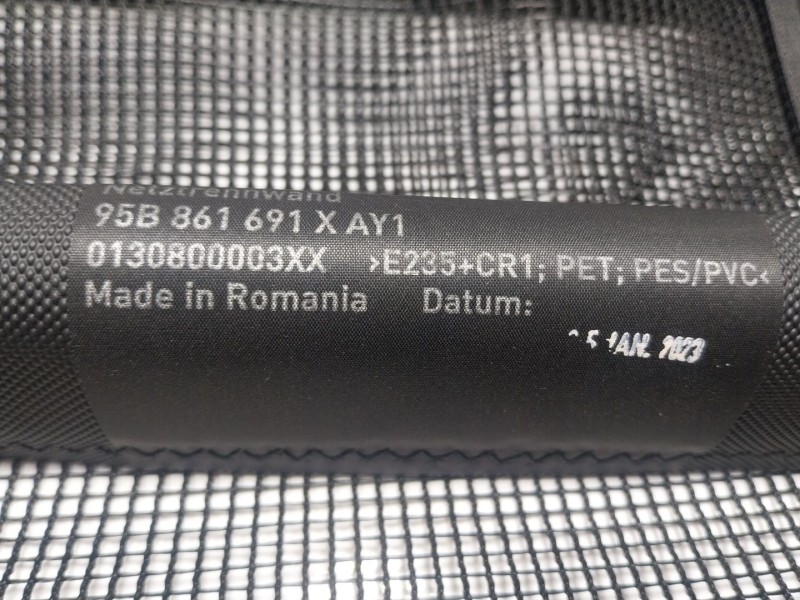 Netztrennwand
95B 861 691 X AY1
0130800003XX >E235+CR1; PET; PES/PVC<
Made in Romania Datum:
JAN. 2023